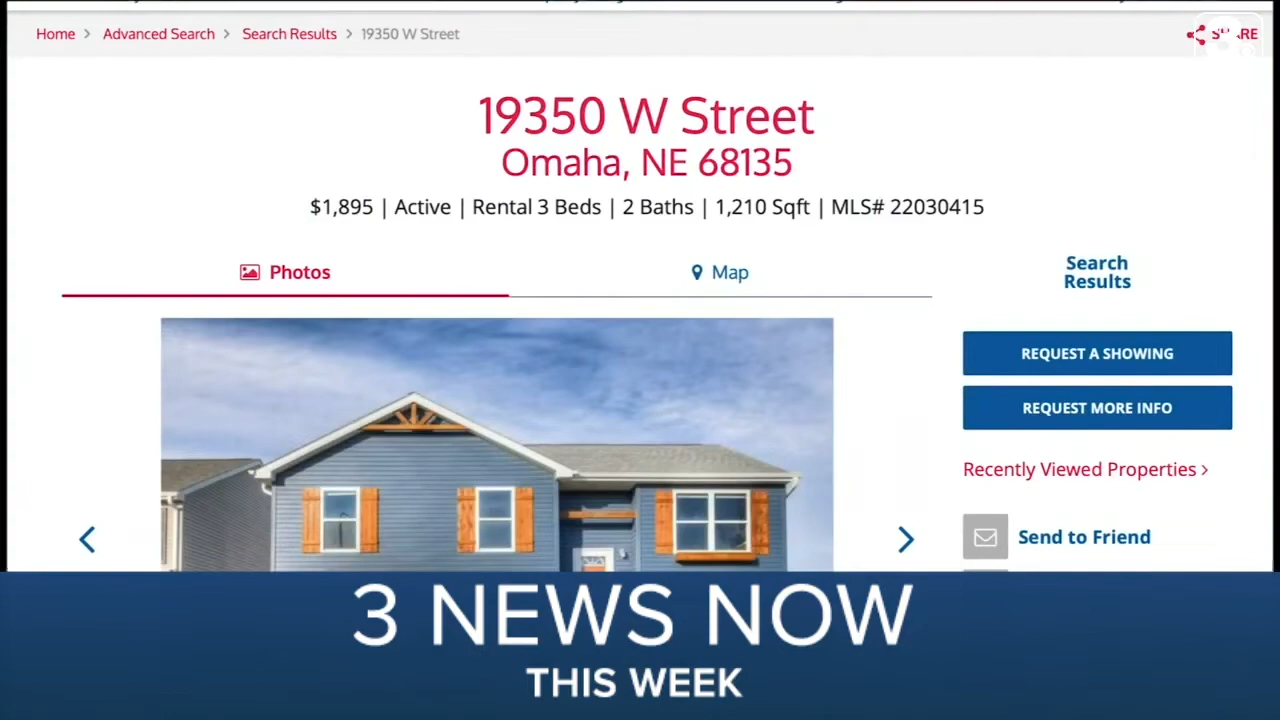 Home > Advanced Search > Search Results > 19350 W Street
SHARE
19350 W Street
Omaha, NE 68135
$1,895 | Active | Rental 3 Beds | 2 Baths | 1,210 Sqft | MLS# 22030415
Photos
Map
Search
Results
REQUEST A SHOWING
REQUEST MORE INFO
Recently Viewed Properties >
Send to Friend
3 NEWS NOW
THIS WEEK